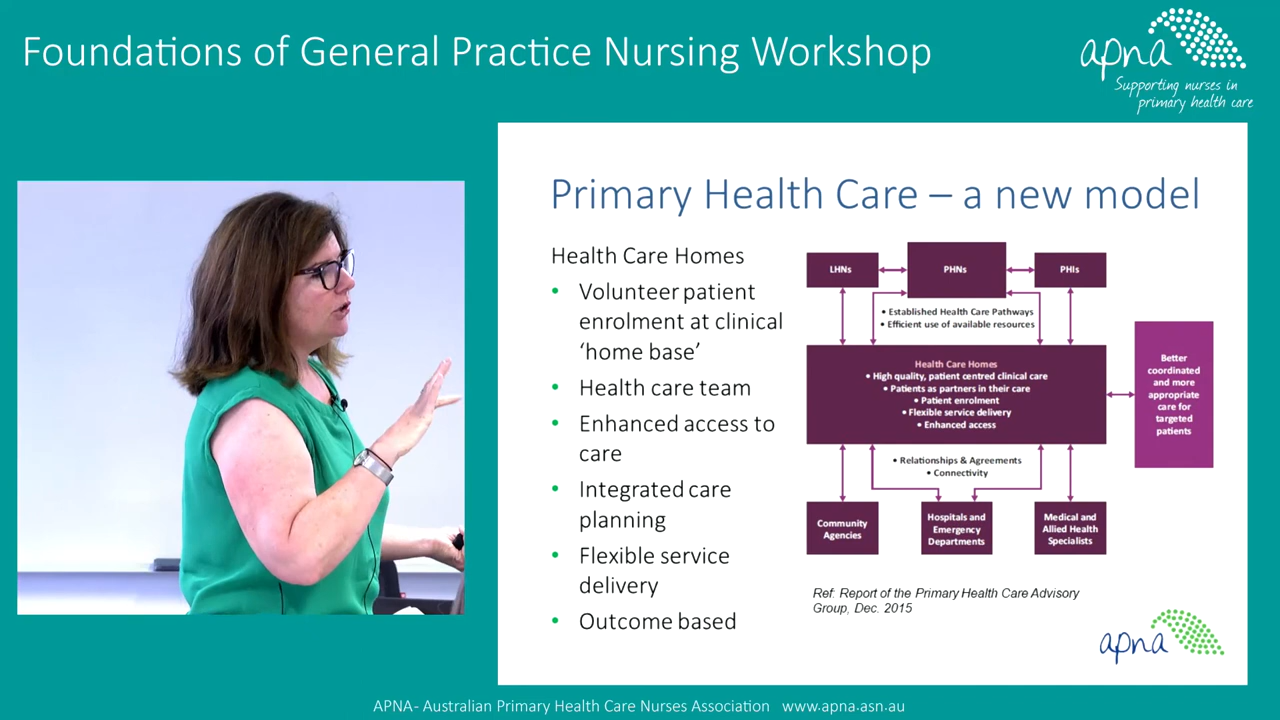 Foundations of General Practice Nursing Workshop
apna
Supporting nurses in
primary health care
Primary Health Care – a new model
Health Care Homes
• Volunteer patient
enrolment at clinical
‘home base’
• Health care team
• Enhanced access to
care
• Integrated care
planning
• Flexible service
delivery
• Outcome based
LHNs
PHNs
PHIs
• Established Health Care Pathways
• Efficient use of available resources
Health Care Homes
• High quality, patient centred clinical care
• Patients as partners in their care
• Patient enrolment
• Flexible service delivery
• Enhanced access
Better
coordinated
and more
appropriate
care for
targeted
patients
• Relationships & Agreements
• Connectivity
Community
Agencies
Hospitals and
Emergency
Departments
Medical and
Allied Health
Specialists
Ref: Report of the Primary Health Care Advisory
Group, Dec. 2015
apna
APNA- Australian Primary Health Care Nurses Association www.apna.asn.au